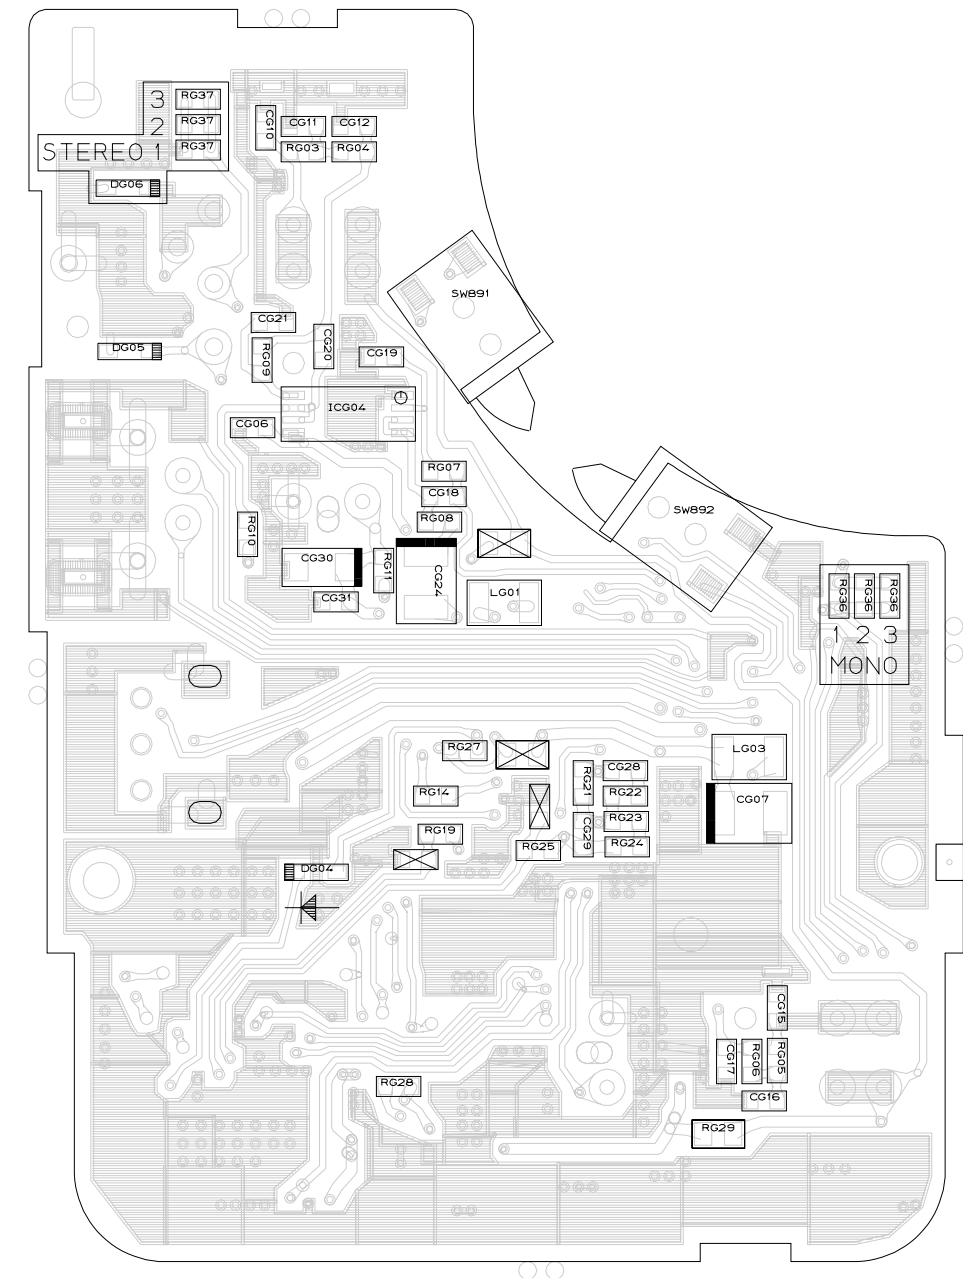 3 RG37
2 RG37
STEREO 1 RG37
CG10
CG11
CG12
RG03
RG04
DG06
SW891
CG21
CG20
DG05
RG09
CG19
ICG04
CG06
RG07
CG18
RG08
SW892
RG10
CG30
RG11
CG24
CG31
LG01
RG36 RG36 RG36
1 2 3
MONO
RG27
LG03
RG21
CG28
RG14
RG22
CG07
RG19
CG29
RG23
RG25
RG24
DG04
CG15
CG17
RG06
RG05
RG28
CG16
RG29